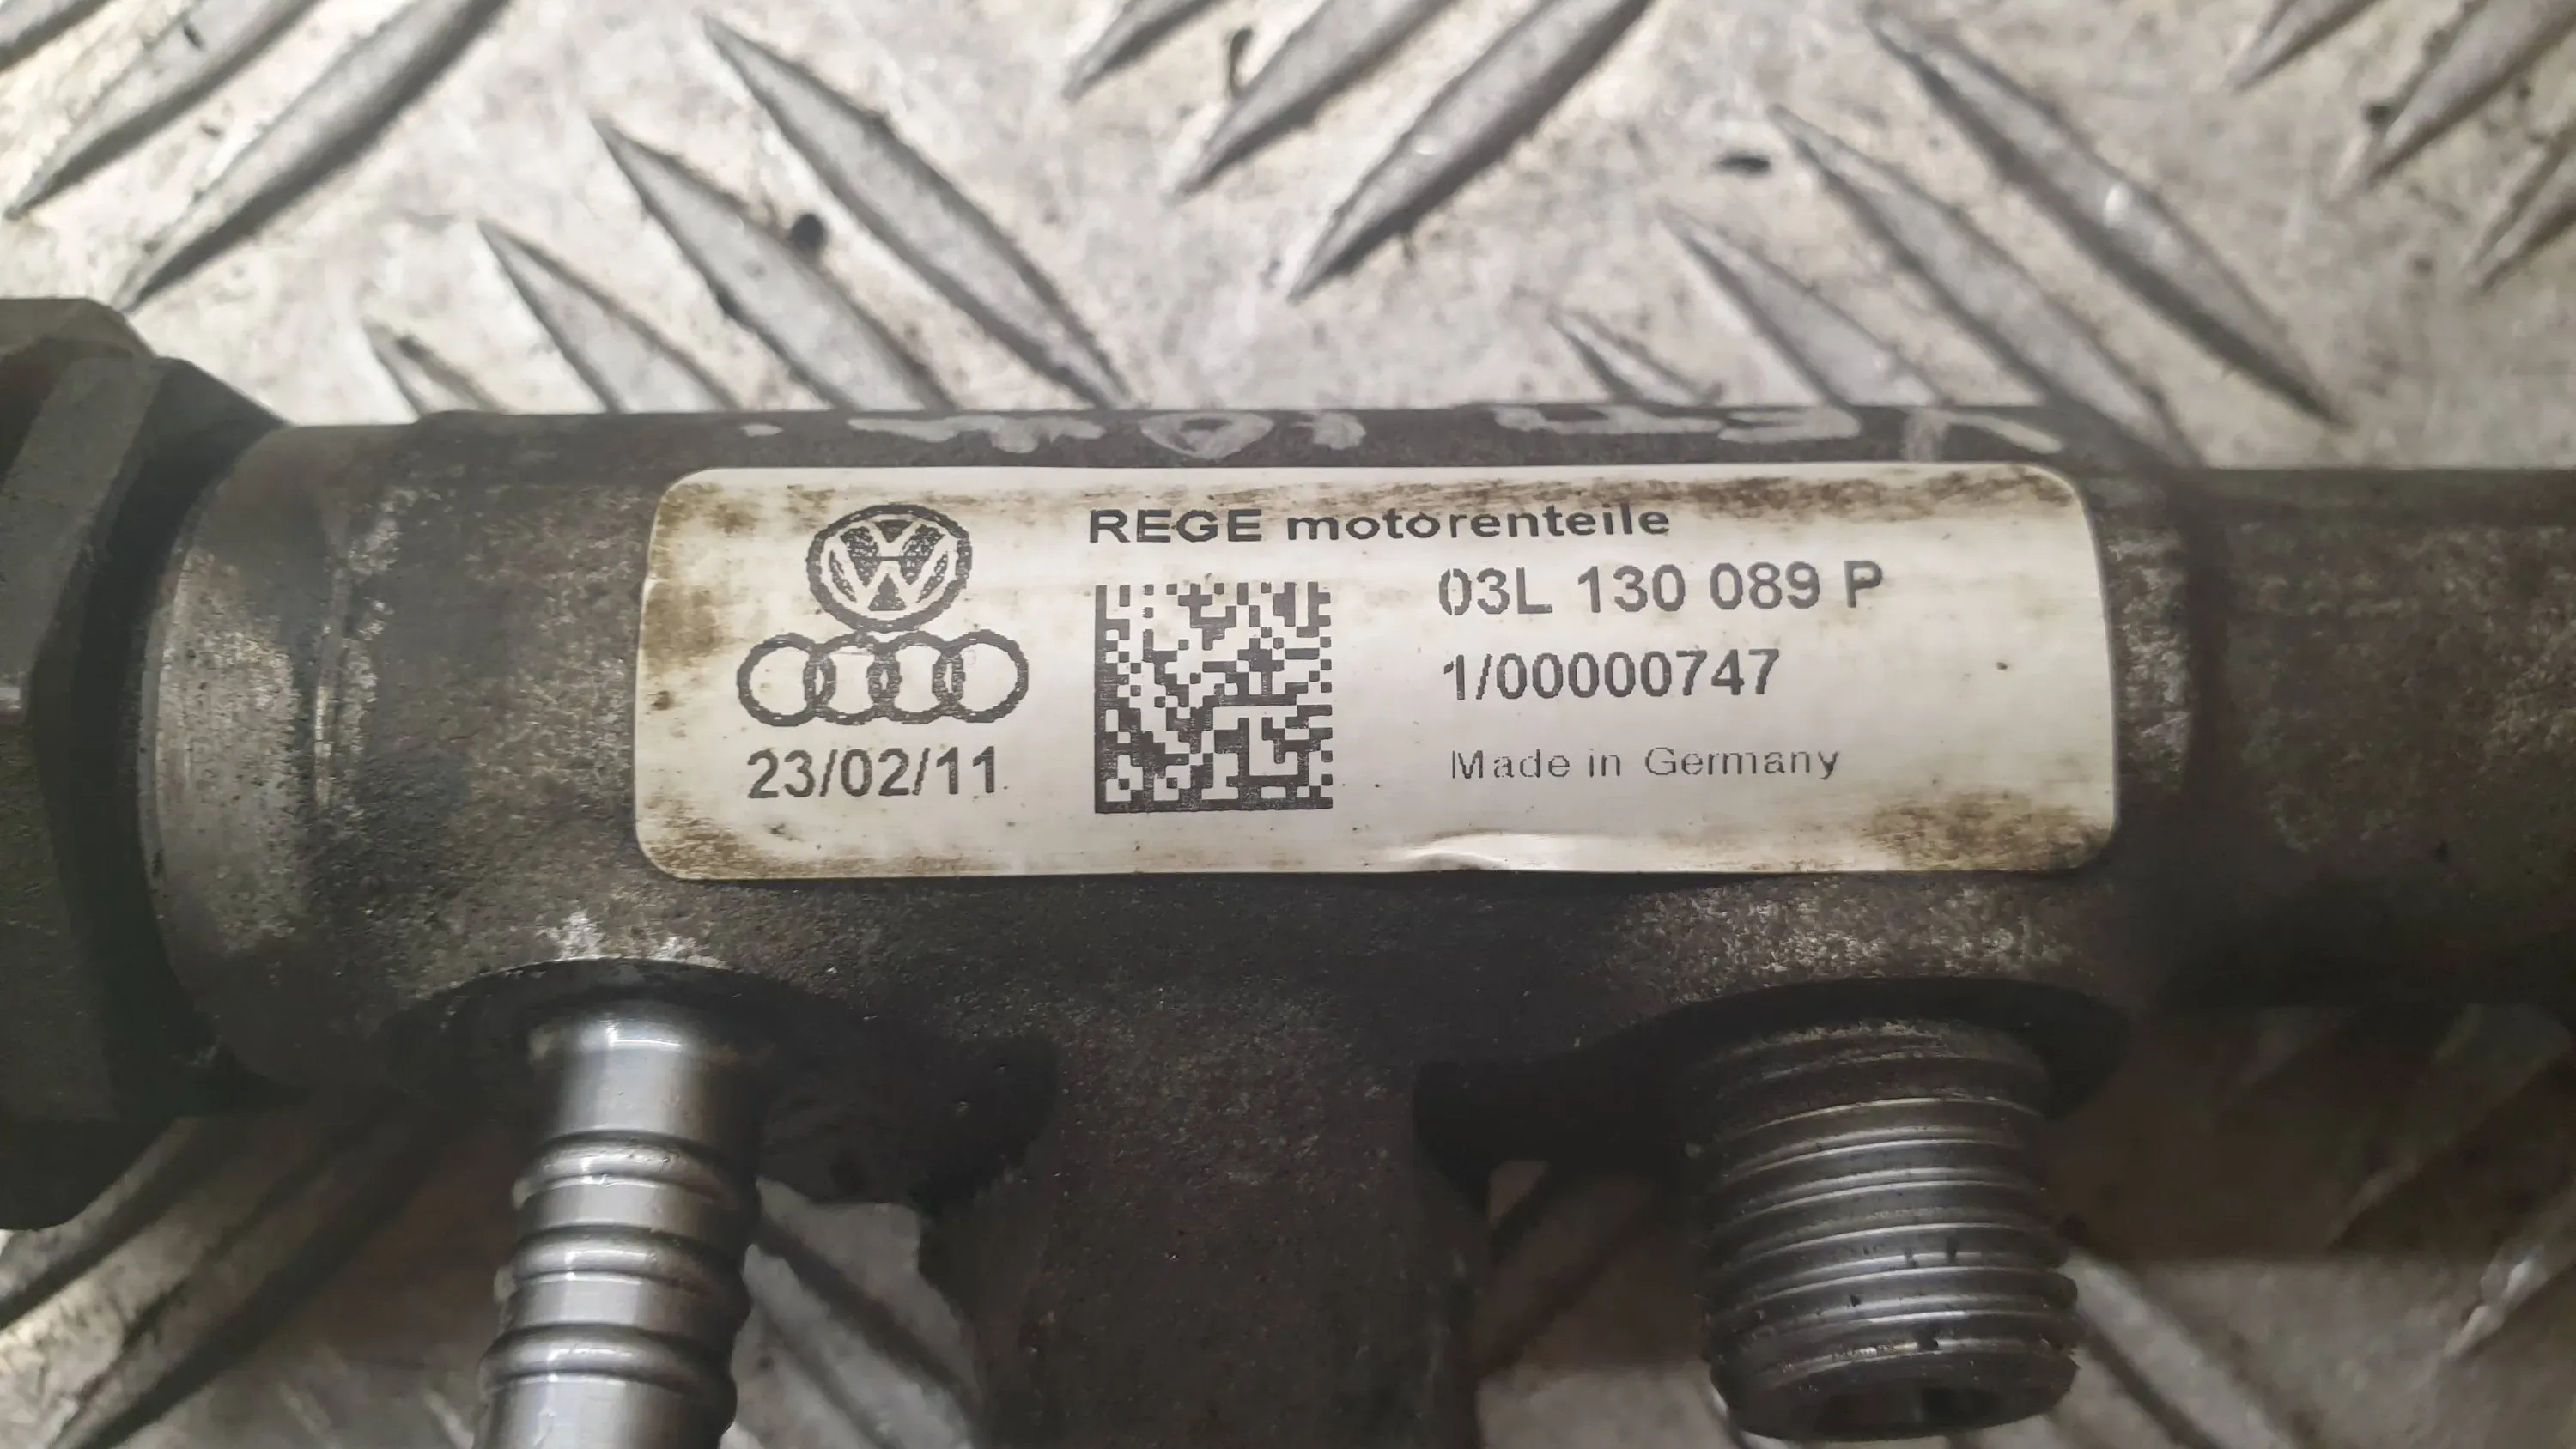 REGE motorenteile
03L 130 089 P
1/00000747
23/02/11
Made in Germany